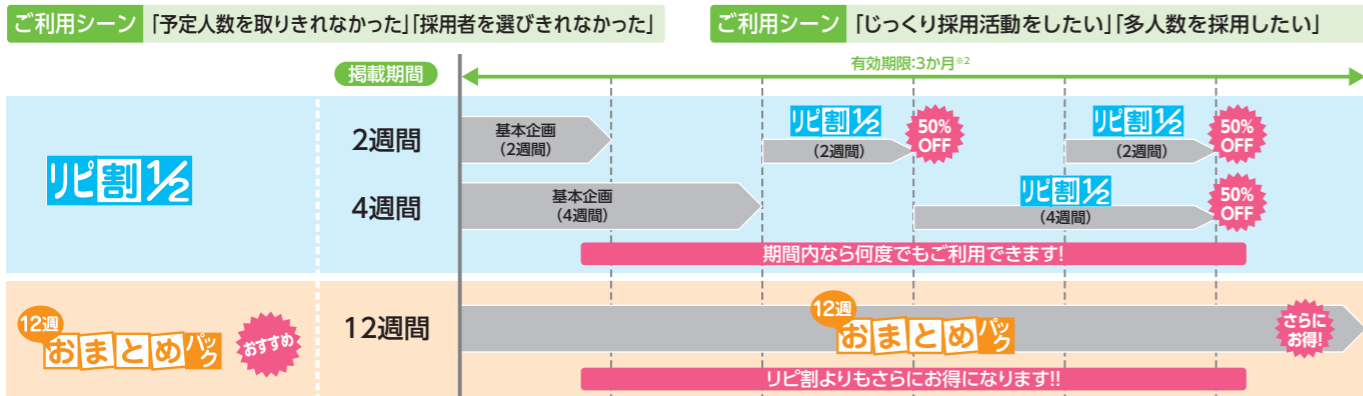 ご利用シーン 「予定人数を取りきれなかった」「採用者を選びきれなかった」
ご利用シーン 「じっくり採用活動をしたい」「多人数を採用したい」
掲載期間
有効期限:3か月※2
リピ割1/2
2週間
基本企画
(2週間)
リピ割1/2
(2週間)
50%
OFF
リピ割1/2
(2週間)
50%
OFF
4週間
基本企画
(4週間)
リピ割1/2
(4週間)
50%
OFF
期間内なら何度でもご利用できます!
12週
おまとめパック
おすすめ
12週間
12週
おまとめパック
さらに
お得!
リピ割よりもさらにお得になります!!